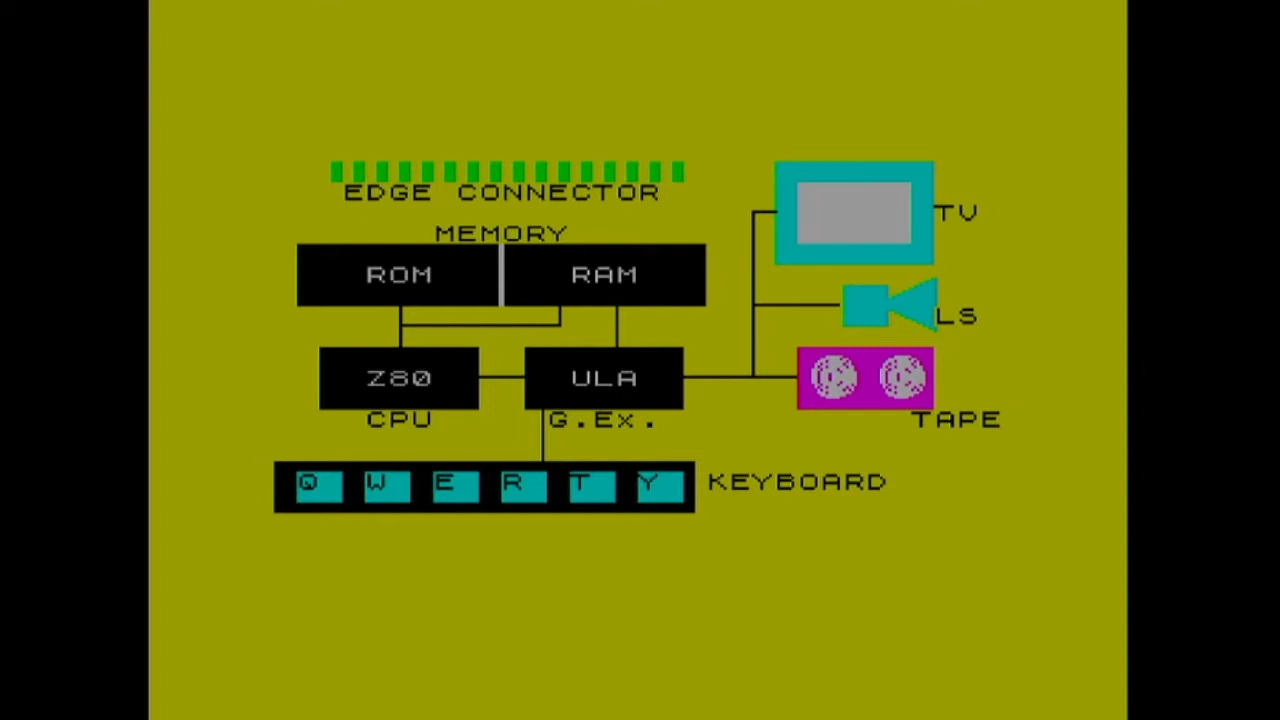 EDGE CONNECTOR
MEMORY
ROM RAM
TV
LS
Z80 ULA
CPU G.Ex. TAPE
Q W E R T Y KEYBOARD